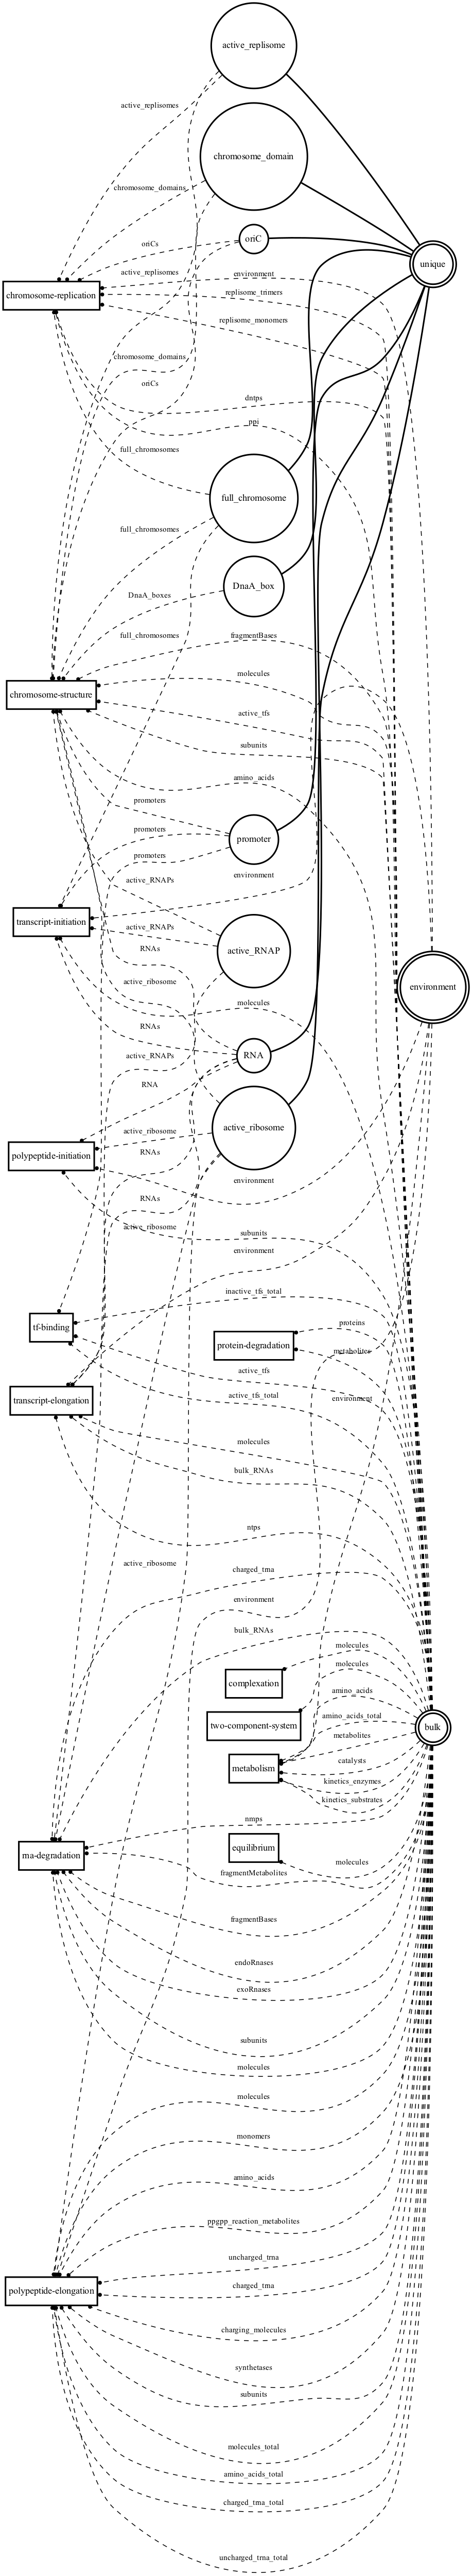 active_replisome
active_replisomes
chromosome_domain
chromosome_domains
oriC
oriCs
unique
active_replisomes
environment
chromosome-replication
replisome_trimers
replisome_monomers
chromosome_domains
oriCs
dntps
ppi
full_chromosomes
full_chromosome
full_chromosomes
DnaA_box
DnaA_boxes
full_chromosomes
fragmentBases
molecules
chromosome-structure
active_tfs
subunits
amino_acids
promoters
promoters
promoter
promoters
environment
active_RNAPs
transcript-initiation
active_RNAPs
RNAs
active_RNAP
active_ribosome
environment
molecules
RNAs
active_RNAPs
RNA
RNA
active_ribosome
active_ribosome
RNAs
polypeptide-initiation
environment
RNAs
active_ribosome
subunits
environment
inactive_tfs_total
proteins
tf-binding
protein-degradation
metabolites
active_tfs
active_tfs_total
environment
transcript-elongation
molecules
bulk_RNAs
ntps
active_ribosome
charged_trna
environment
bulk_RNAs
molecules
complexation
molecules
amino_acids
amino_acids_total
two-component-system
bulk
metabolites
catalysts
metabolism
kinetics_enzymes
kinetics_substrates
nmps
equilibrium
molecules
rna-degradation
fragmentMetabolites
fragmentBases
endoRnases
exoRnases
subunits
molecules
molecules
monomers
amino_acids
ppgpp_reaction_metabolites
uncharged_trna
polypeptide-elongation
charged_trna
charging_molecules
synthetases
subunits
molecules_total
amino_acids_total
charged_trna_total
uncharged_trna_total